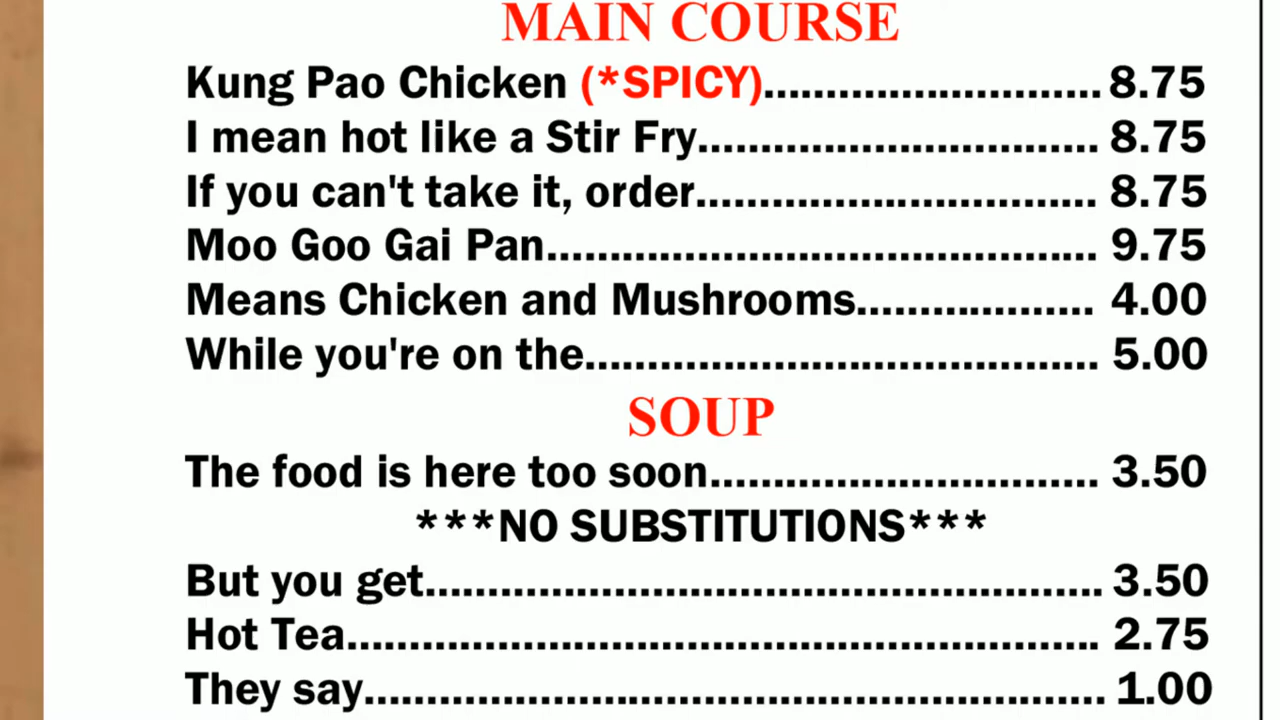 MAIN COURSE
Kung Pao Chicken (*SPICY)........................... 8.75
I mean hot like a Stir Fry................................ 8.75
If you can't take it, order................................ 8.75
Moo Goo Gai Pan............................................ 9.75
Means Chicken and Mushrooms................... 4.00
While you're on the......................................... 5.00
SOUP
The food is here too soon............................... 3.50
***NO SUBSTITUTIONS***
But you get...................................................... 3.50
Hot Tea............................................................ 2.75
They say........................................................... 1.00